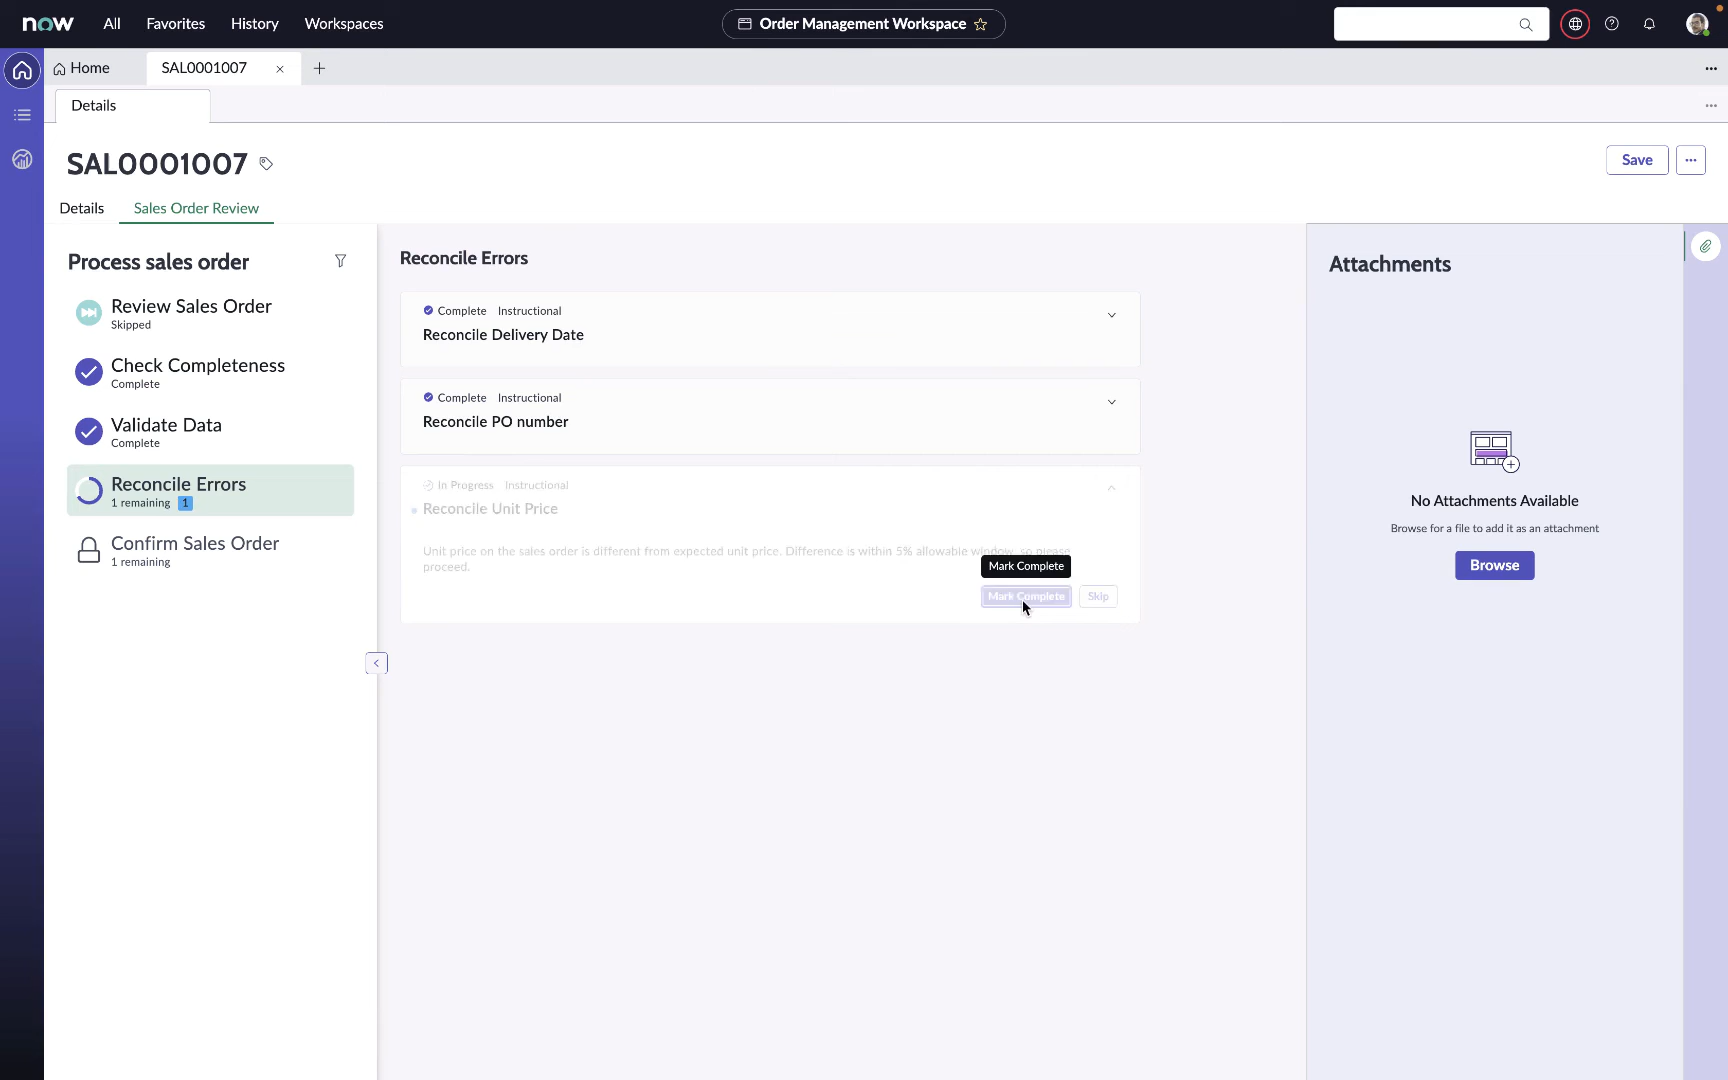 now All Favorites History Workspaces Order Management Workspace
Home SAL0001007
Details
SAL0001007
Save
Details Sales Order Review
Process sales order
Review Sales Order
Skipped
Check Completeness
Complete
Validate Data
Complete
Reconcile Errors
1 remaining 1
Confirm Sales Order
1 remaining
Reconcile Errors
Complete Instructional
Reconcile Delivery Date
Complete Instructional
Reconcile PO number
In Progress Instructional
Reconcile Unit Price
Unit price on the sales order is different from expected unit price. Difference is within 5% allowable window, so please
proceed.
Mark Complete
Mark Complete Skip
Attachments
No Attachments Available
Browse for a file to add it as an attachment
Browse